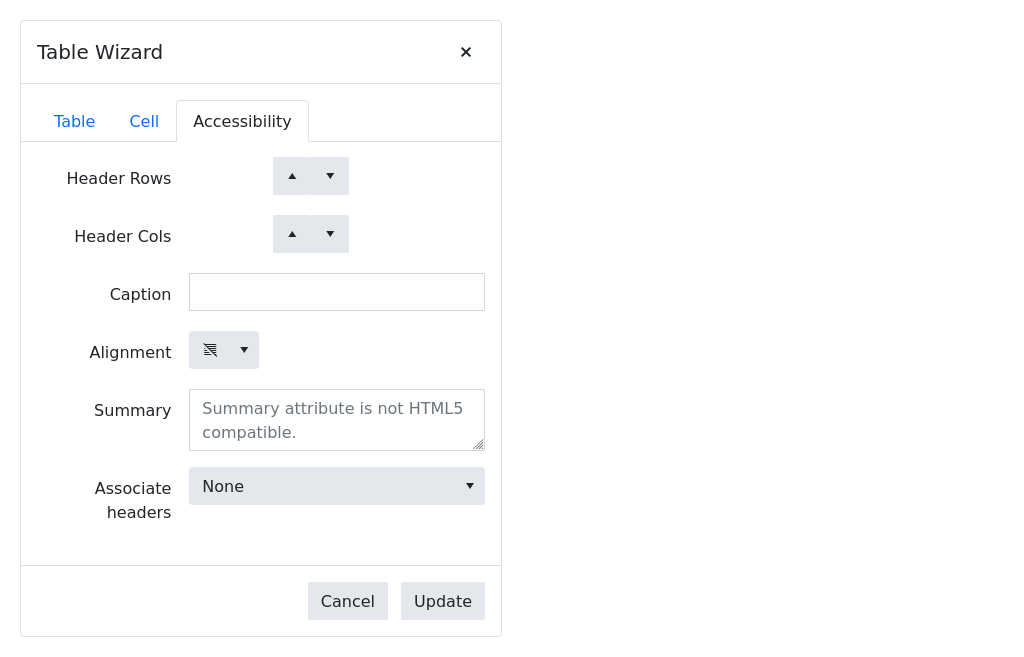 Table Wizard
Table Cell Accessibility
Header Rows
Header Cols
Caption
Alignment
Summary
Summary attribute is not HTML5
compatible.
Associate
headers
None
Cancel Update